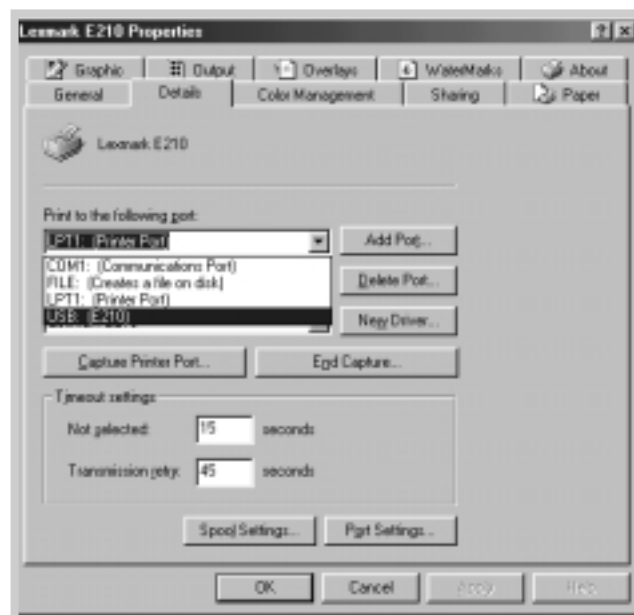 Lexmark E210 Properties
Graphic Output Overlays WaterMarks About
General Details Color Management Sharing Paper
Lexmark E210
Print to the following port:
LPT1: (Printer Port) Add Port...
COM1: (Communications Port)
FILE: (Creates a file on disk) Delete Port...
LPT1: (Printer Port)
USB: (E210) New Driver...
Capture Printer Port... End Capture...
Timeout settings
Not selected: 15 seconds
Transmission retry: 45 seconds
Spool Settings... Port Settings...
OK Cancel Apply Help